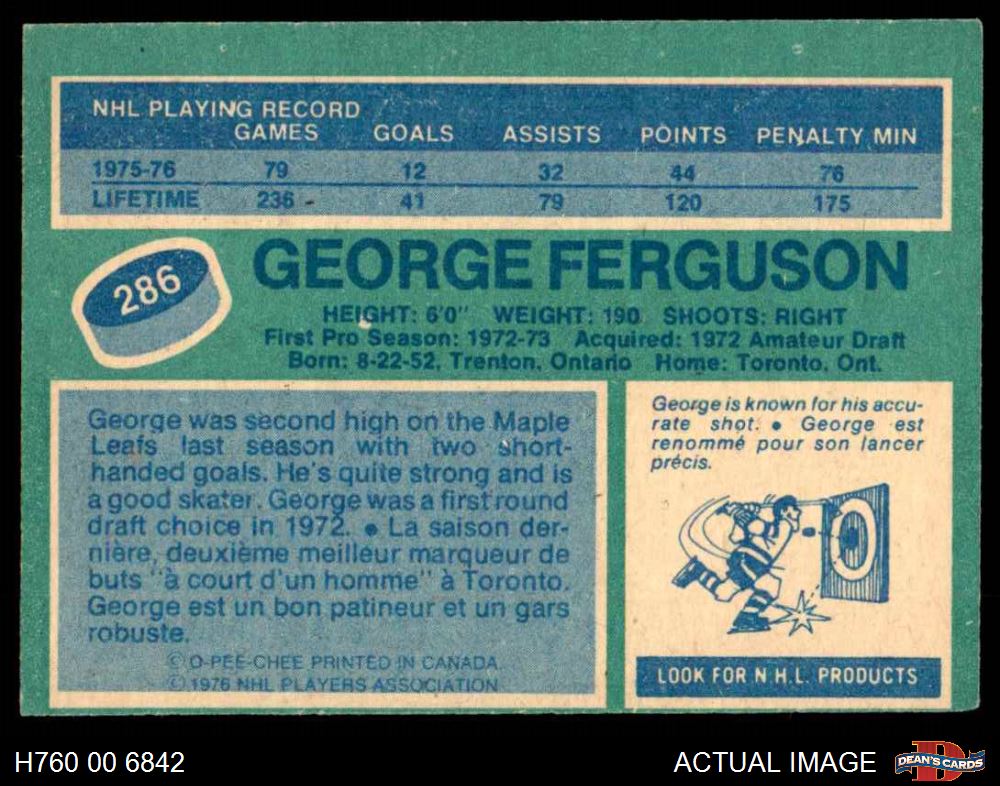 NHL PLAYING RECORD
GAMES GOALS ASSISTS POINTS PENALTY MIN
1975-76 79 12 32 44 76
LIFETIME 236 41 79 120 175
286
GEORGE FERGUSON
HEIGHT: 6'0" WEIGHT: 190 SHOOTS: RIGHT
First Pro Season: 1972-73 Acquired: 1972 Amateur Draft
Born: 8-22-52, Trenton, Ontario Home: Toronto, Ont.
George was second high on the Maple
Leafs last season with two short-
handed goals. He's quite strong and is
a good skater. George was a first round
draft choice in 1972. ● La saison der-
nière, deuxième meilleur marqueur de
buts "à court d'un homme" à Toronto.
George est un bon patineur et un gars
robuste.
© O-PEE-CHEE PRINTED IN CANADA.
© 1976 NHL PLAYERS ASSOCIATION
George is known for his accu-
rate shot. ● George est
renommé pour son lancer
précis.
LOOK FOR N.H.L. PRODUCTS
H760 00 6842
ACTUAL IMAGE
D
DEAN'S CARDS